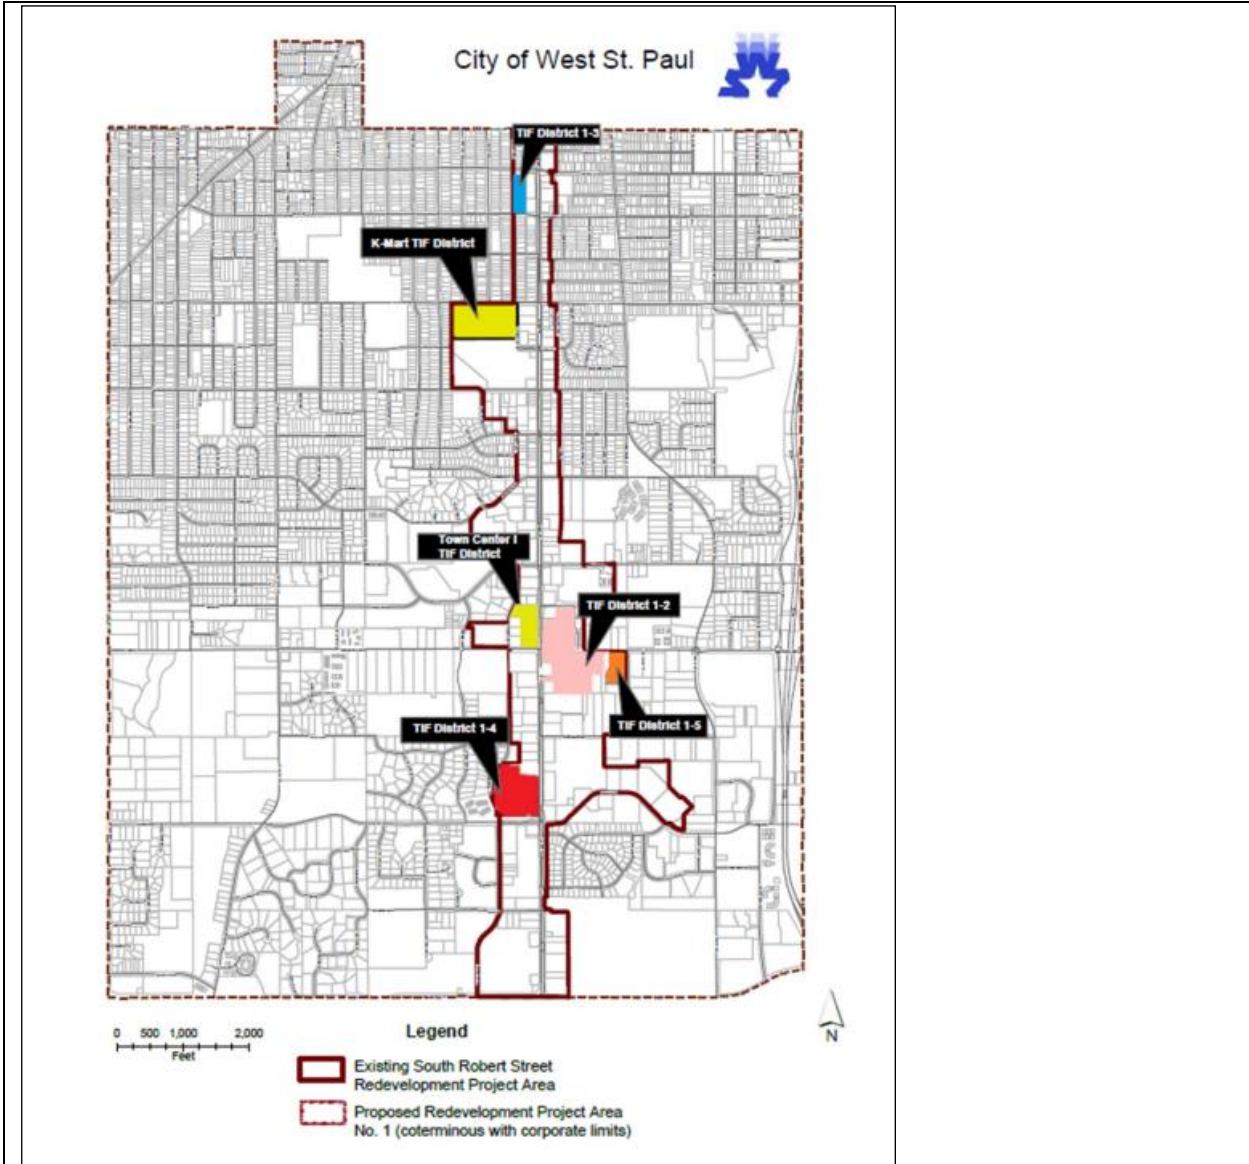 City of West St. Paul
TIF District 1-3
K-Mart TIF District
Town Center I
TIF District
TIF District 1-2
TIF District 1-4
TIF District 1-5
N
0 500 1,000 2,000
Feet
Legend
Existing South Robert Street
Redevelopment Project Area
Proposed Redevelopment Project Area
No. 1 (coterminous with corporate limits)